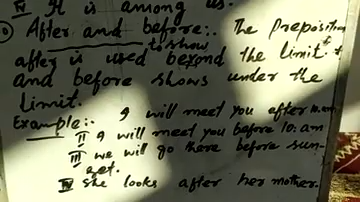 IV It is among us.
After and before:. The Preposition
to show
after is used beyond the limit
and before shows under the
limit.
Example:. I will meet you after 10.am
II I will meet you before 10.am
III we will go there before sun-
set.
IV She looks after her mother.